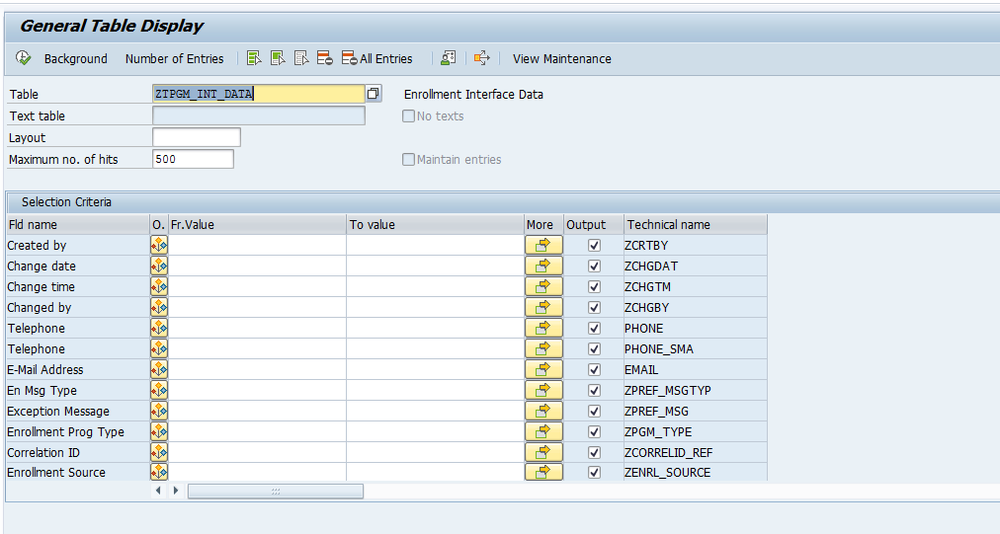 General Table Display
Background Number of Entries All Entries View Maintenance
Table ZTPGM_INT_DATA Enrollment Interface Data
Text table No texts
Layout
Maximum no. of hits 500 Maintain entries
Selection Criteria
Fld name O. Fr.Value To value More Output Technical name
Created by ZCRTBY
Change date ZCHGDAT
Change time ZCHGTM
Changed by ZCHGBY
Telephone PHONE
Telephone PHONE_SMA
E-Mail Address EMAIL
En Msg Type ZPREF_MSGTYP
Exception Message ZPREF_MSG
Enrollment Prog Type ZPGM_TYPE
Correlation ID ZCORRELID_REF
Enrollment Source ZENRL_SOURCE